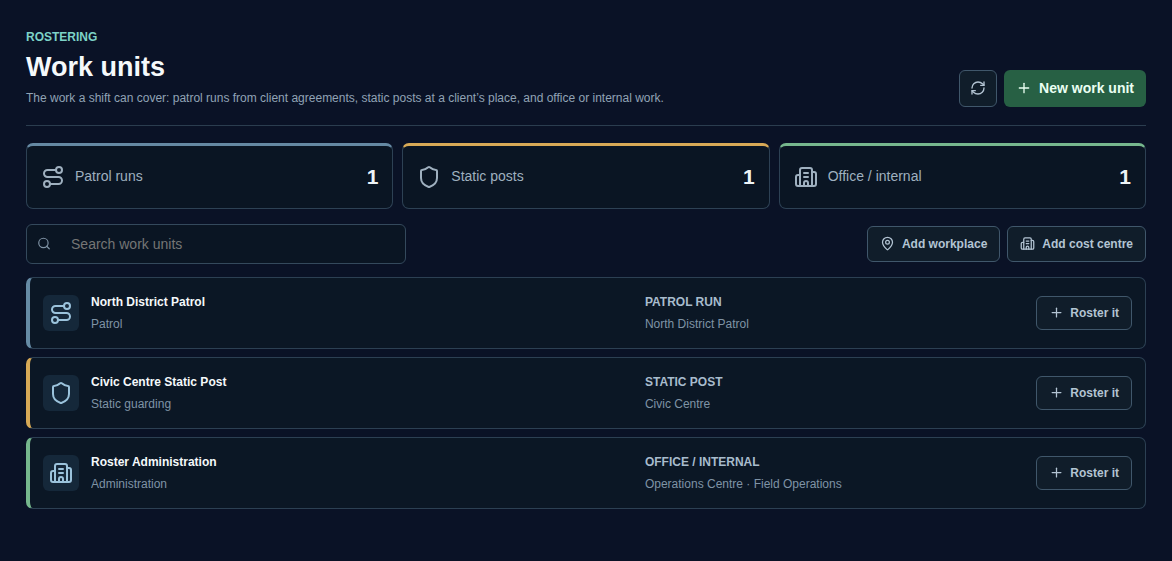 ROSTERING
Work units
The work a shift can cover: patrol runs from client agreements, static posts at a client's place, and office or internal work.
New work unit
Patrol runs 1
Static posts 1
Office / internal 1
Search work units
Add workplace
Add cost centre
North District Patrol
Patrol
PATROL RUN
North District Patrol
Roster it
Civic Centre Static Post
Static guarding
STATIC POST
Civic Centre
Roster it
Roster Administration
Administration
OFFICE / INTERNAL
Operations Centre · Field Operations
Roster it